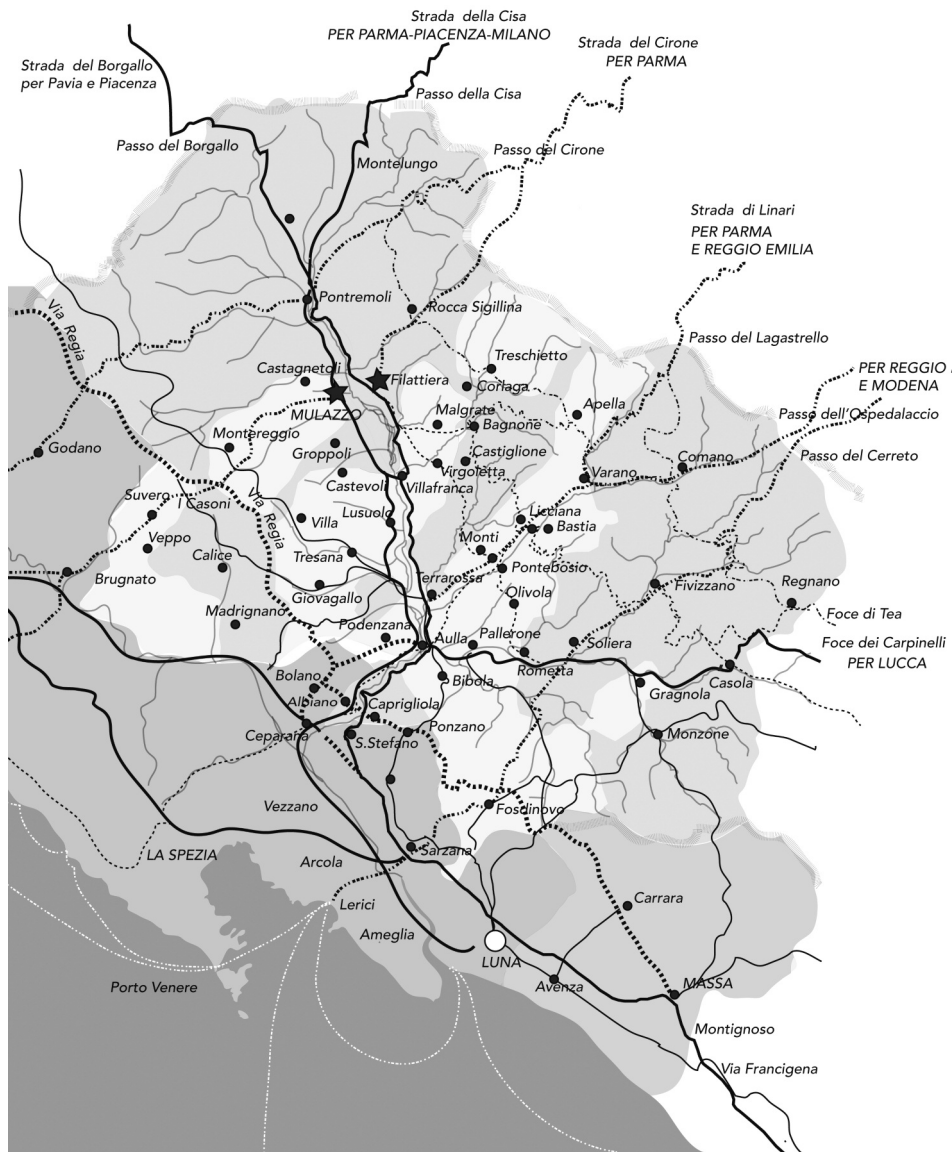 Strada della Cisa
PER PARMA-PIACENZA-MILANO
Strada del Cirone
PER PARMA
Strada del Borgallo
per Pavia e Piacenza
Passo della Cisa
Passo del Borgallo
Montelungo
Passo del Cirone
Strada di Linari
PER PARMA
E REGGIO EMILIA
Via Regia
Pontremoli
Rocca Sigillina
Passo del Lagastrello
Treschietto
Castagnetoli
Filattiera
Corlaga
PER REGGIO
E MODENA
MULAZZO
Malgrate
Apella
Passo dell'Ospedalaccio
Bagnone
Montereggio
Groppoli
Godano
Castiglione
Comano
Passo del Cerreto
Virgoletta
Varano
Castevoli
Villafranca
Suvero
I Casoni
Via Regia
Villa
Lusuolo
Licciana
Bastia
Veppo
Monti
Calice
Tresana
Pontebosio
Brugnato
Terrarossa
Fivizzano
Regnano
Giovagallo
Olivola
Madrignano
Foce di Tea
Podenzana
Aulla
Pallerone
Soliera
Foce dei Carpinelli
PER LUCCA
Rometta
Casola
Bolano
Bibola
Gragnola
Albiano
Caprigliola
Ceparana
S.Stefano
Ponzano
Monzone
Vezzano
Fosdinovo
LA SPEZIA
Arcola
Sarzana
Lerici
Carrara
Ameglia
LUNA
Porto Venere
Avenza
MASSA
Montignoso
Via Francigena